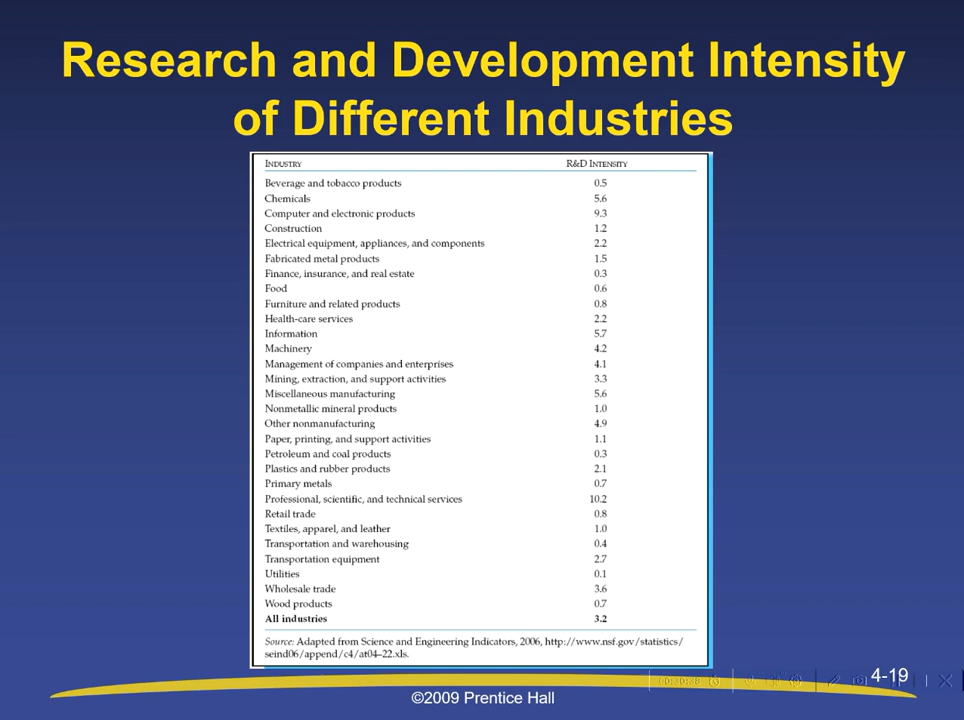 Research and Development Intensity
of Different Industries
INDUSTRY R&D INTENSITY
Beverage and tobacco products 0.5
Chemicals 5.6
Computer and electronic products 9.3
Construction 1.2
Electrical equipment, appliances, and components 2.2
Fabricated metal products 1.5
Finance, insurance, and real estate 0.3
Food 0.6
Furniture and related products 0.8
Health-care services 2.2
Information 5.7
Machinery 4.2
Management of companies and enterprises 4.1
Mining, extraction, and support activities 3.3
Miscellaneous manufacturing 5.6
Nonmetallic mineral products 1.0
Other nonmanufacturing 4.9
Paper, printing, and support activities 1.1
Petroleum and coal products 0.3
Plastics and rubber products 2.1
Primary metals 0.7
Professional, scientific, and technical services 10.2
Retail trade 0.8
Textiles, apparel, and leather 1.0
Transportation and warehousing 0.4
Transportation equipment 2.7
Utilities 0.1
Wholesale trade 3.6
Wood products 0.7
All industries 3.2
Source: Adapted from Science and Engineering Indicators, 2006, http://www.nsf.gov/statistics/
seind06/append/c4/at04–22.xls.
4-19
©2009 Prentice Hall